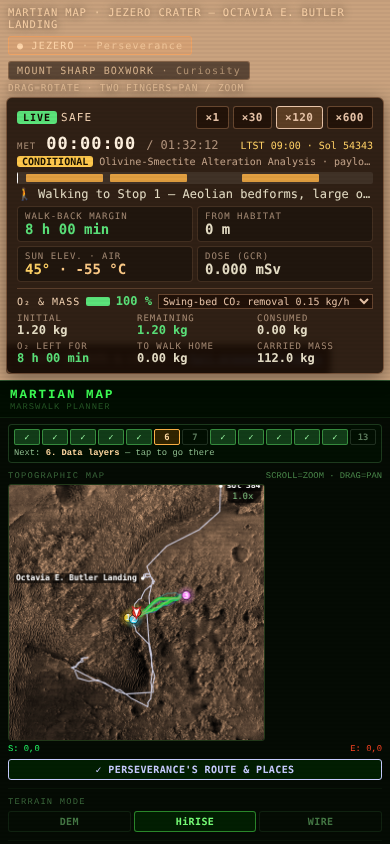 MARTIAN MAP · JEZERO CRATER — OCTAVIA E. BUTLER
LANDING
● JEZERO · Perseverance
MOUNT SHARP BOXWORK · Curiosity
DRAG=ROTATE · TWO FINGERS=PAN / ZOOM
LIVE SAFE ×1 ×30 ×120 ×600
MET 00:00:00 / 01:32:12 LTST 09:00 · Sol 54343
CONDITIONAL Olivine-Smectite Alteration Analysis · paylo…
🚶 Walking to Stop 1 — Aeolian bedforms, large o…
WALK-BACK MARGIN FROM HABITAT
8 h 00 min 0 m
SUN ELEV. · AIR DOSE (GCR)
45° · -55 °C 0.000 mSv
O₂ & MASS 100 % Swing-bed CO₂ removal 0.15 kg/h
INITIAL REMAINING CONSUMED
1.20 kg 1.20 kg 0.00 kg
O₂ LEFT FOR TO WALK HOME CARRIED MASS
8 h 00 min 0.00 kg 112.0 kg
MARTIAN MAP
MARSWALK PLANNER
✓ ✓ ✓ ✓ ✓ 6 7 ✓ ✓ ✓ ✓ ✓ 13
Next: 6. Data layers — tap to go there
TOPOGRAPHIC MAP SCROLL=ZOOM · DRAG=PAN
Sol 384
1.0x
Octavia E. Butler Landing
S: 0,0 E: 0,0
✓ PERSEVERANCE'S ROUTE & PLACES
TERRAIN MODE
DEM HiRISE WIRE